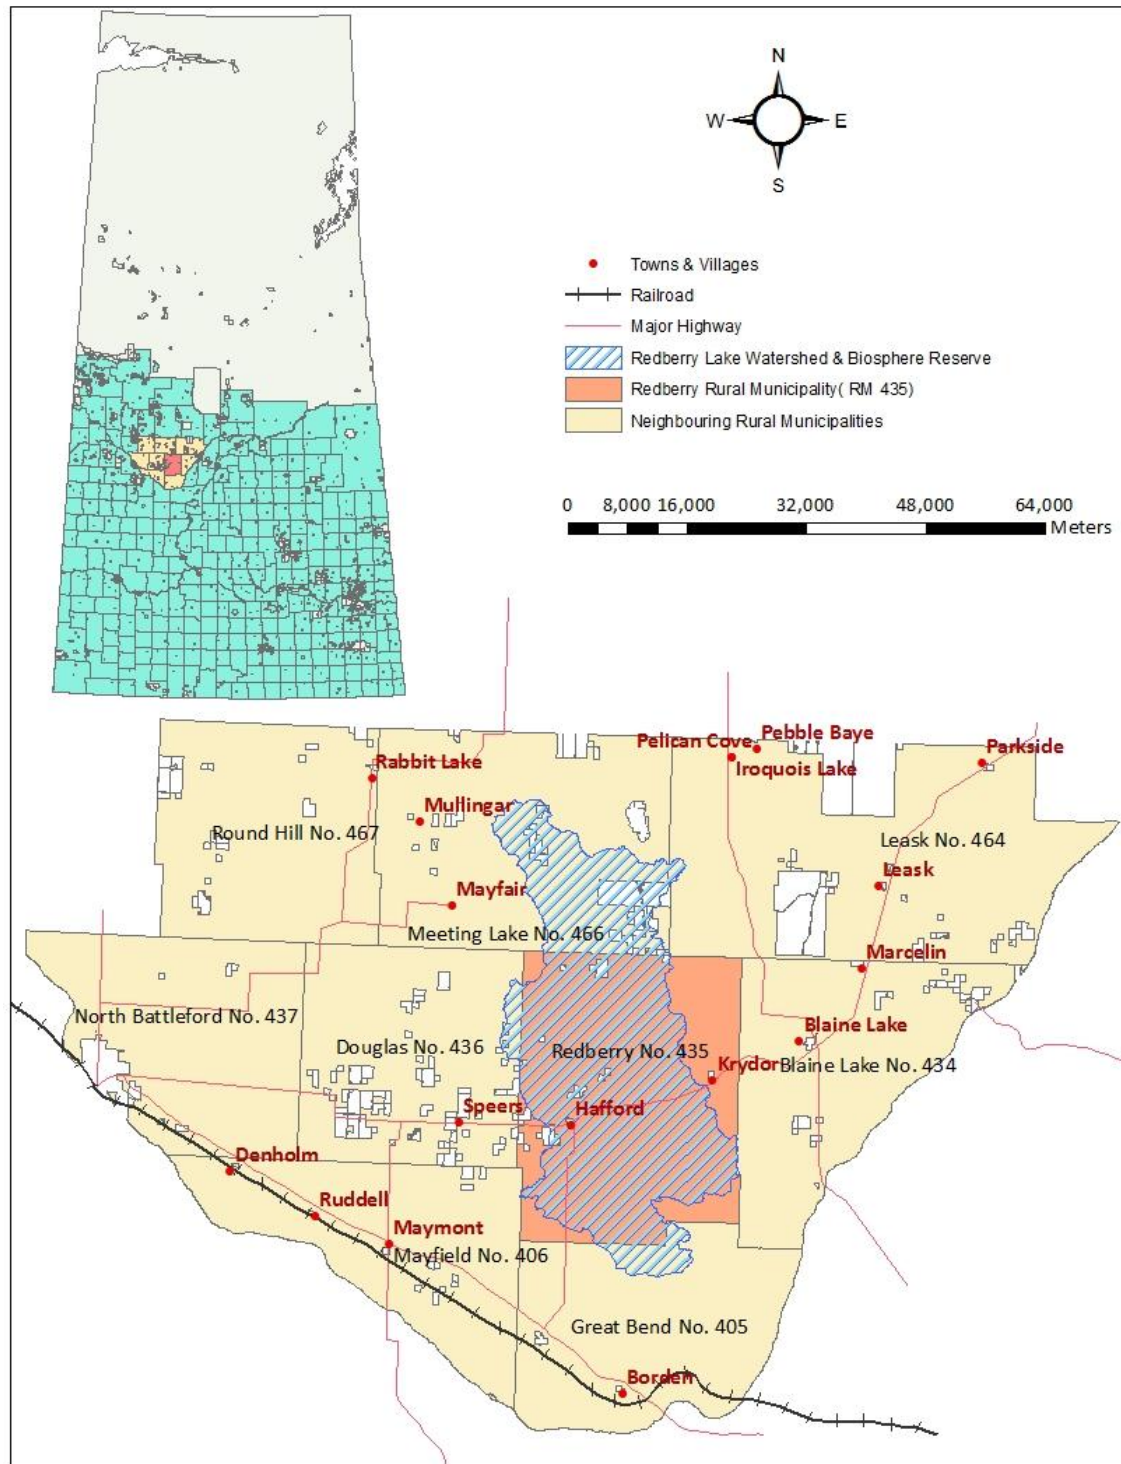 N
W E
S
Towns & Villages
Railroad
Major Highway
Redberry Lake Watershed & Biosphere Reserve
Redberry Rural Municipality( RM 435)
Neighbouring Rural Municipalities
0 8,000 16,000 32,000 48,000 64,000
Meters
Pebble Baye
Pelican Cove
Parkside
Rabbit Lake
Iroquois Lake
Mullingar
Round Hill No. 467
Leask No. 464
Leask
Mayfair
Meeting Lake No. 466
Marcelin
North Battleford No. 437
Blaine Lake
Douglas No. 436
Redberry No. 435
Krydor
Blaine Lake No. 434
Speers
Hafford
Denholm
Ruddell
Maymont
Mayfield No. 406
Great Bend No. 405
Borden